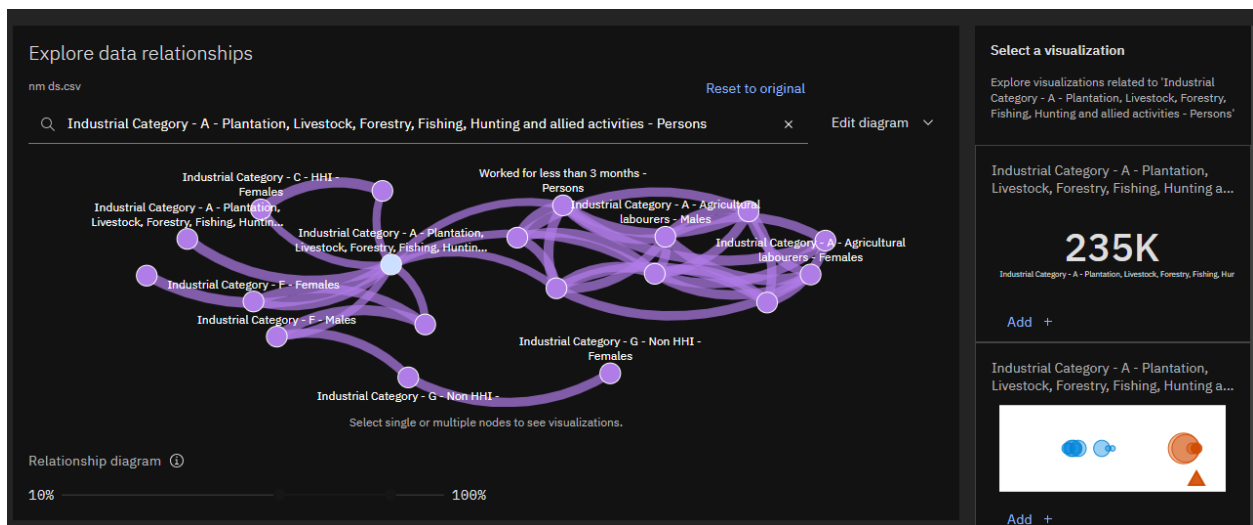 Explore data relationships
nm ds.csv
Reset to original
Industrial Category - A - Plantation, Livestock, Forestry, Fishing, Hunting and allied activities - Persons
×
Edit diagram
Industrial Category - C - HHI -
Females
Industrial Category - A - Plantation,
Livestock, Forestry, Fishing, Huntin...
Industrial Category - A - Plantation,
Livestock, Forestry, Fishing, Huntin...
Worked for less than 3 months -
Persons
Industrial Category - A - Agricultural
labourers - Males
Industrial Category - A - Agricultural
labourers - Females
Industrial Category - F - Females
Industrial Category - F - Males
Industrial Category - G - Non HHI -
Females
Industrial Category - G - Non HHI -
Select single or multiple nodes to see visualizations.
Relationship diagram
10%
100%
Select a visualization
Explore visualizations related to 'Industrial
Category - A - Plantation, Livestock, Forestry,
Fishing, Hunting and allied activities - Persons'
Industrial Category - A - Plantation,
Livestock, Forestry, Fishing, Hunting a...
235K
Industrial Category - A - Plantation, Livestock, Forestry, Fishing, Hur
Add +
Industrial Category - A - Plantation,
Livestock, Forestry, Fishing, Hunting a...
Add +